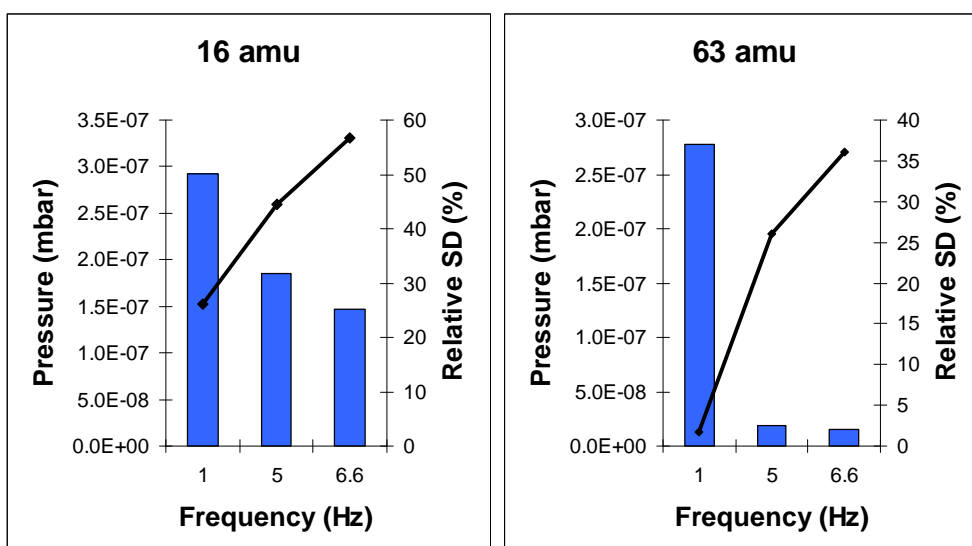 16 amu
Pressure (mbar)
3.5E-07
3.0E-07
2.5E-07
2.0E-07
1.5E-07
1.0E-07
5.0E-08
0.0E+00
60
50
40
30
20
10
0
Relative SD (%)
1 5 6.6
Frequency (Hz)
63 amu
Pressure (mbar)
3.0E-07
2.5E-07
2.0E-07
1.5E-07
1.0E-07
5.0E-08
0.0E+00
40
35
30
25
20
15
10
5
0
Relative SD (%)
1 5 6.6
Frequency (Hz)